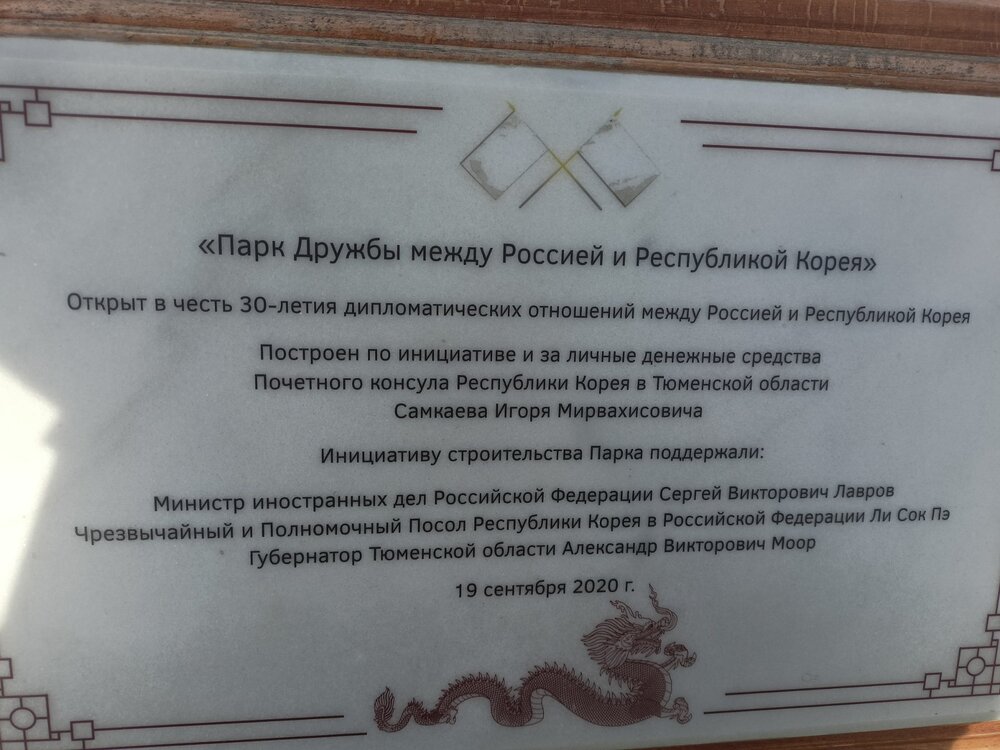 «Парк Дружбы между Россией и Республикой Корея»
Открыт в честь 30-летия дипломатических отношений между Россией и Республикой Корея
Построен по инициативе и за личные денежные средства
Почетного консула Республики Корея в Тюменской области
Самкаева Игоря Мирвахисовича
Инициативу строительства Парка поддержали:
Министр иностранных дел Российской Федерации Сергей Викторович Лавров
Чрезвычайный и Полномочный Посол Республики Корея в Российской Федерации Ли Сок Пэ
Губернатор Тюменской области Александр Викторович Моор
19 сентября 2020 г.